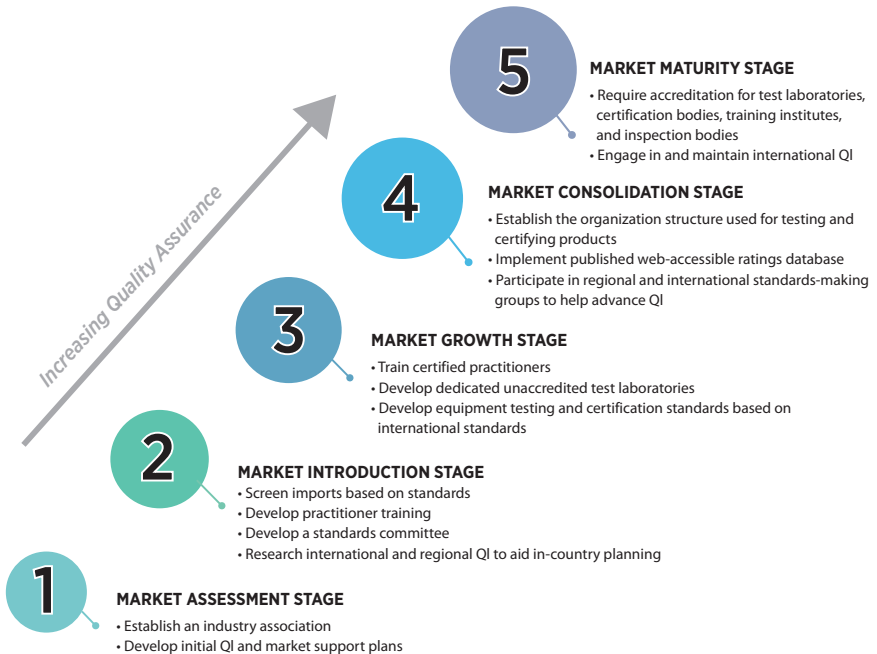 5
MARKET MATURITY STAGE
• Require accreditation for test laboratories,
certification bodies, training institutes,
and inspection bodies
• Engage in and maintain international QI
4
MARKET CONSOLIDATION STAGE
• Establish the organization structure used for testing and
certifying products
• Implement published web-accessible ratings database
• Participate in regional and international standards-making
groups to help advance QI
Increasing Quality Assurance
3
MARKET GROWTH STAGE
• Train certified practitioners
• Develop dedicated unaccredited test laboratories
• Develop equipment testing and certification standards based on
international standards
2
MARKET INTRODUCTION STAGE
• Screen imports based on standards
• Develop practitioner training
• Develop a standards committee
• Research international and regional QI to aid in-country planning
1
MARKET ASSESSMENT STAGE
• Establish an industry association
• Develop initial QI and market support plans